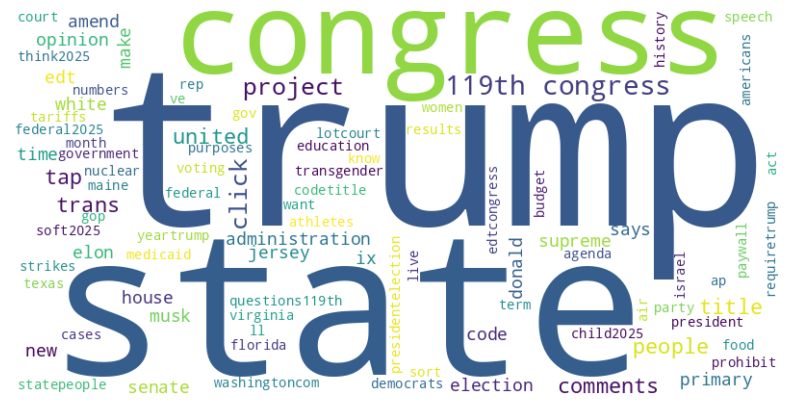 court
amend
congress
history
speech
opinion
make
think2025
americans
edt
rep
project
119th congress
numbers
ve
white
trump
women
tariffs
gov
federal2025
united
lotcourt
results
month
purposes
education
time
government
know
act
tap
nuclear
voting
transgender
click
maine
federal
codetitle
budget
trans
want
gop
athletes
requiretrump
soft2025
yeartrump
administration
says
edtcongress
supreme
paywall
elon
medicaid
jersey
ix
live
donald
agenda
israel
strikes
state
presidentelection
ap
texas
house
questions119th
term
air
party
title
musk
virginia
president
cases
ll
code
child2025
new
florida
people
food
sort
prohibit
statepeople
senate
washingtoncom
democrats
election
comments
primary